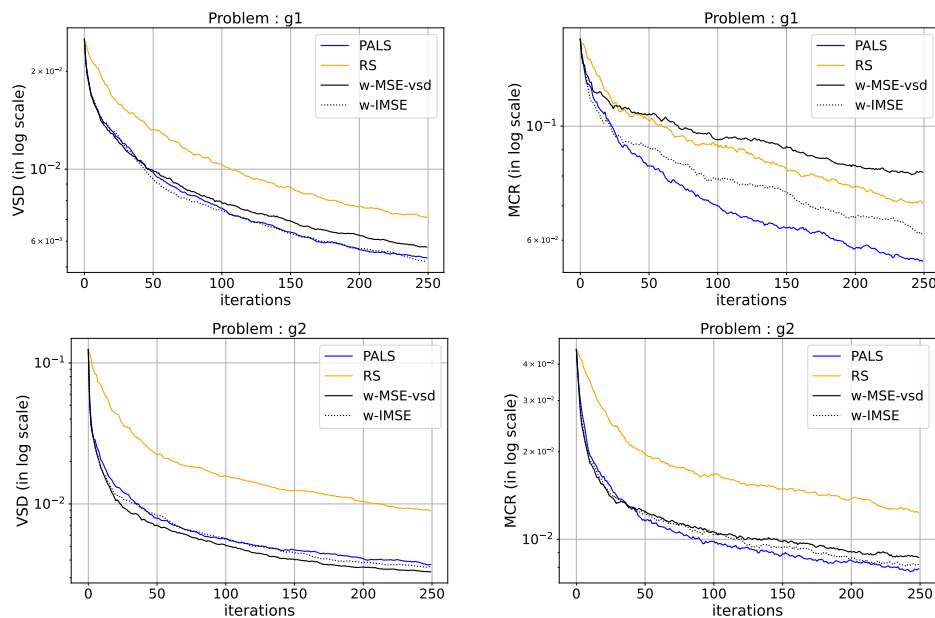 Problem : g1
VSD (in log scale)
2 × 10⁻²
10⁻²
6 × 10⁻³
PALS
RS
w-MSE-vsd
w-IMSE
0 50 100 150 200 250
iterations
Problem : g1
MCR (in log scale)
10⁻¹
6 × 10⁻²
PALS
RS
w-MSE-vsd
w-IMSE
0 50 100 150 200 250
iterations
Problem : g2
VSD (in log scale)
10⁻¹
10⁻²
PALS
RS
w-MSE-vsd
w-IMSE
0 50 100 150 200 250
iterations
Problem : g2
MCR (in log scale)
4 × 10⁻²
3 × 10⁻²
2 × 10⁻²
10⁻²
PALS
RS
w-MSE-vsd
w-IMSE
0 50 100 150 200 250
iterations